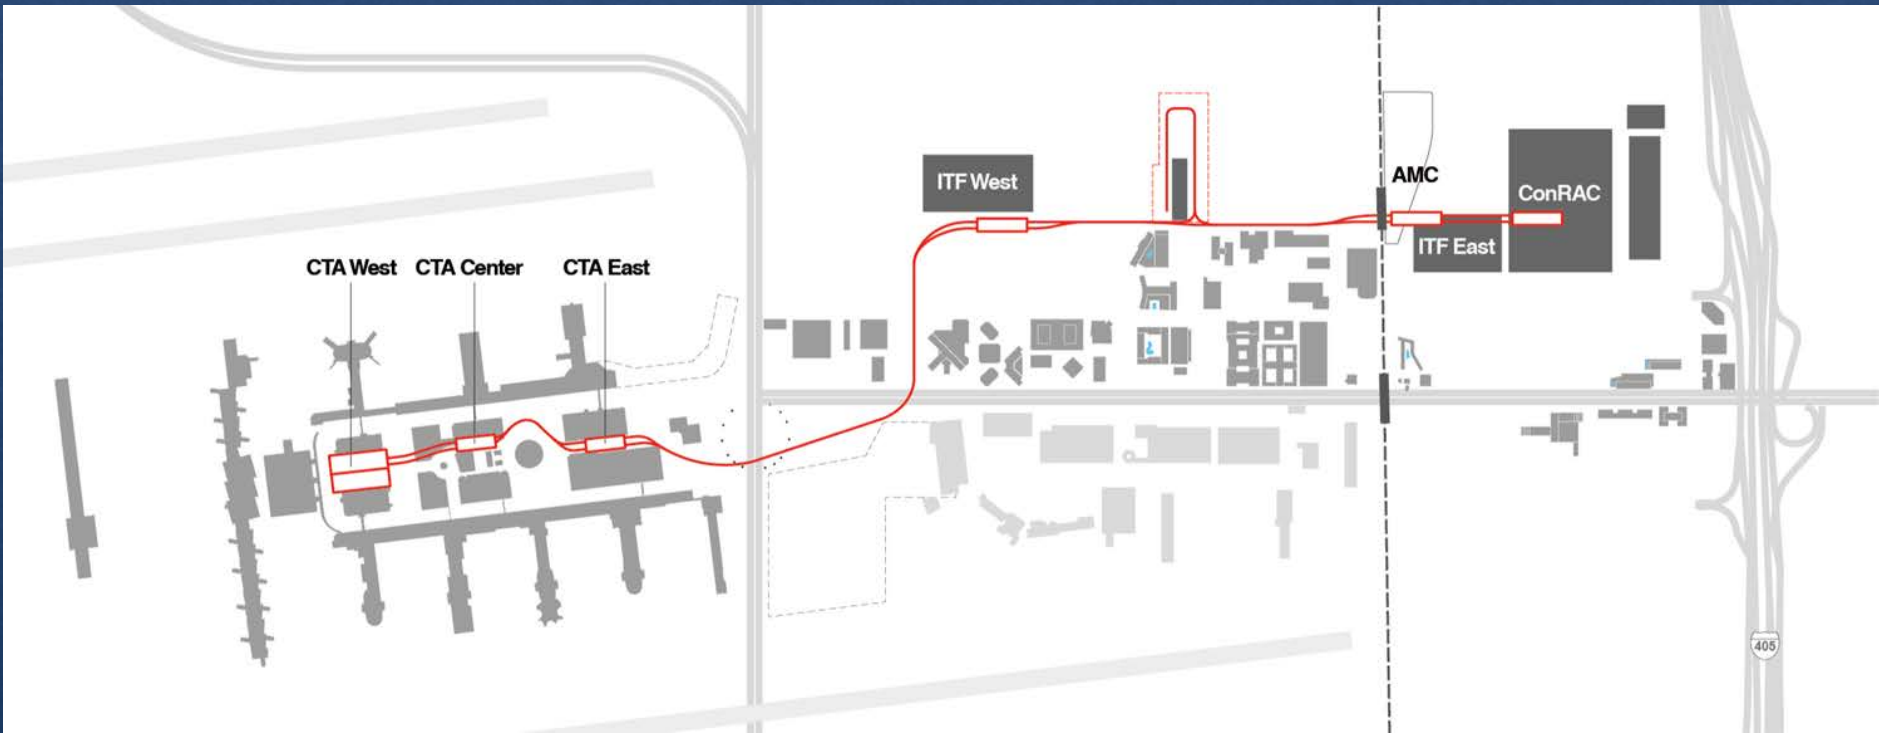 ITF West
AMC
ConRAC
ITF East
CTA West
CTA Center
CTA East
405